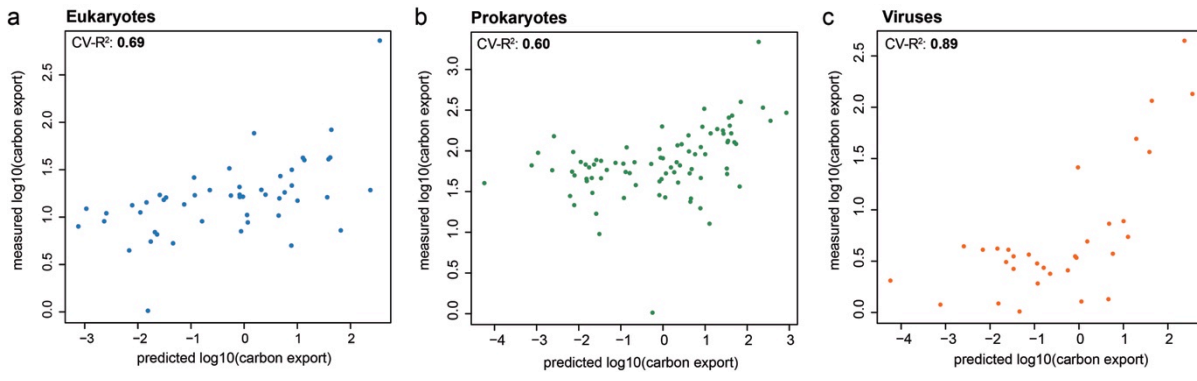 a Eukaryotes
CV-R²: 0.69
measured log10(carbon export)
0.0 0.5 1.0 1.5 2.0 2.5
−3 −2 −1 0 1 2
predicted log10(carbon export)
b Prokaryotes
CV-R²: 0.60
measured log10(carbon export)
0.0 0.5 1.0 1.5 2.0 2.5 3.0
−4 −3 −2 −1 0 1 2 3
predicted log10(carbon export)
c Viruses
CV-R²: 0.89
measured log10(carbon export)
0.0 0.5 1.0 1.5 2.0 2.5
−4 −3 −2 −1 0 1 2
predicted log10(carbon export)